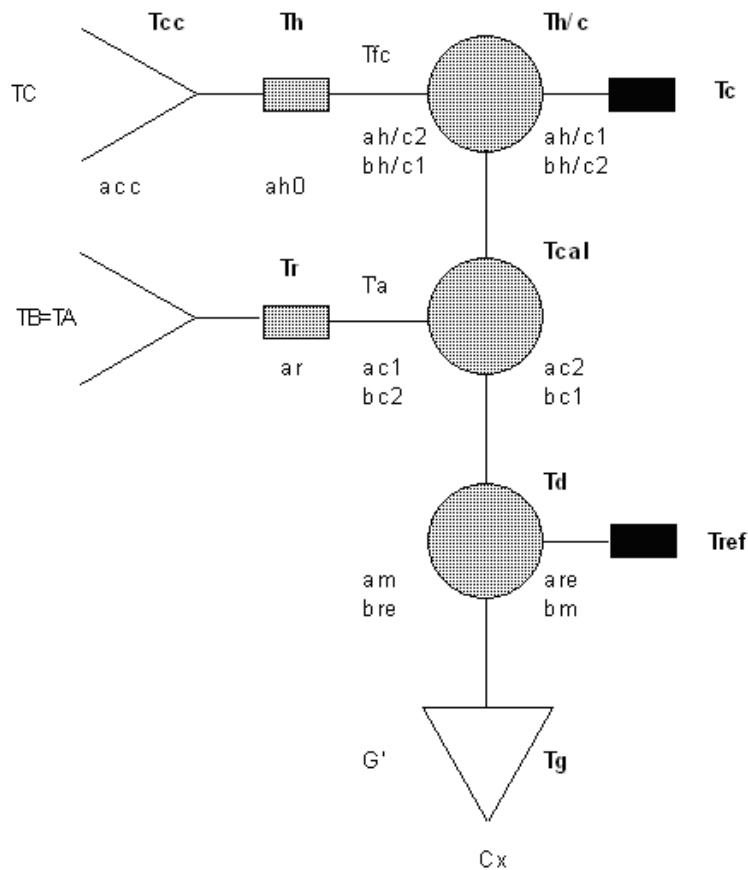 Tcc Th Tfc Th/c
TC Tc
ah/c2 ah/c1
bh/c1 bh/c2
acc ah0
Tr T'a Tcal
TB=TA
ar ac1 ac2
bc2 bc1
Td
Tref
am are
bre bm
G' Tg
Cx